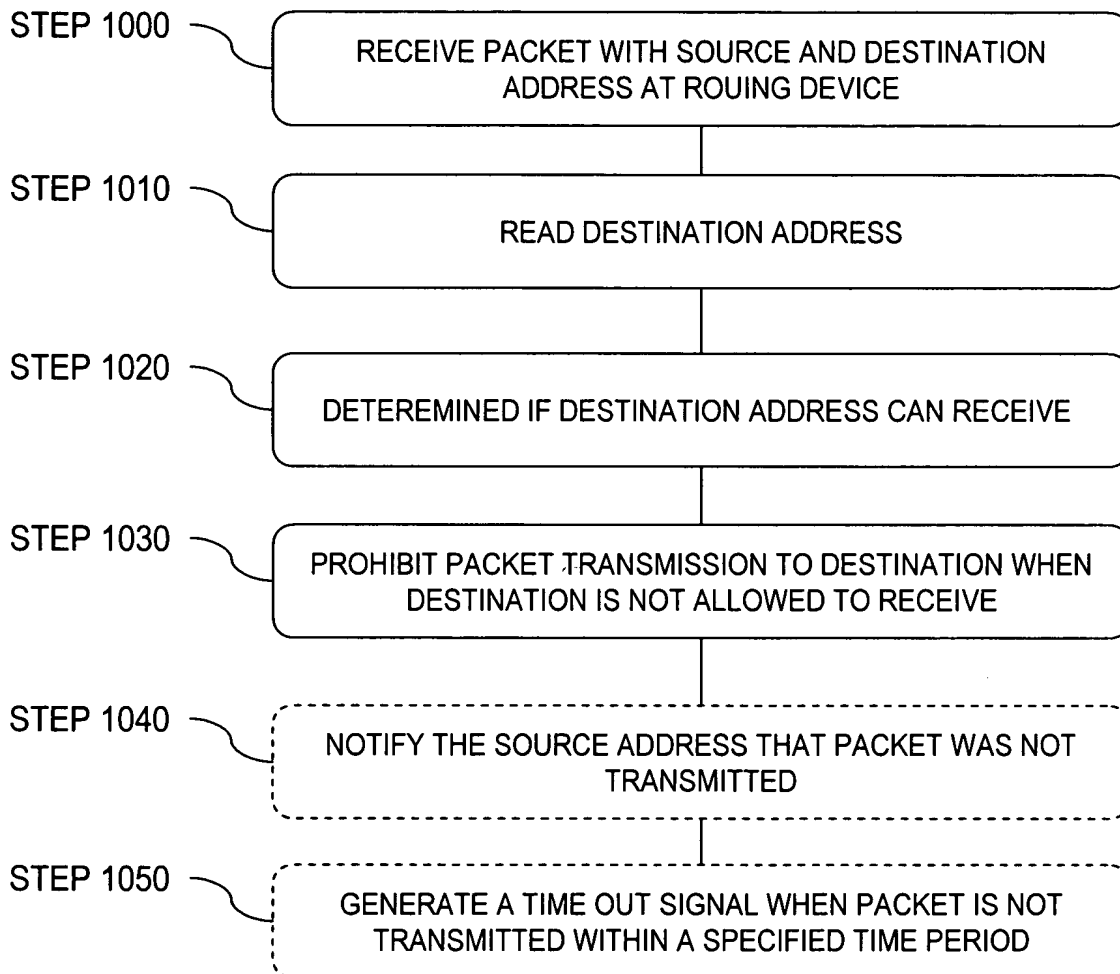 STEP 1000
RECEIVE PACKET WITH SOURCE AND DESTINATION
ADDRESS AT ROUING DEVICE
STEP 1010
READ DESTINATION ADDRESS
STEP 1020
DETEREMINED IF DESTINATION ADDRESS CAN RECEIVE
STEP 1030
PROHIBIT PACKET TRANSMISSION TO DESTINATION WHEN
DESTINATION IS NOT ALLOWED TO RECEIVE
STEP 1040
NOTIFY THE SOURCE ADDRESS THAT PACKET WAS NOT
TRANSMITTED
STEP 1050
GENERATE A TIME OUT SIGNAL WHEN PACKET IS NOT
TRANSMITTED WITHIN A SPECIFIED TIME PERIOD